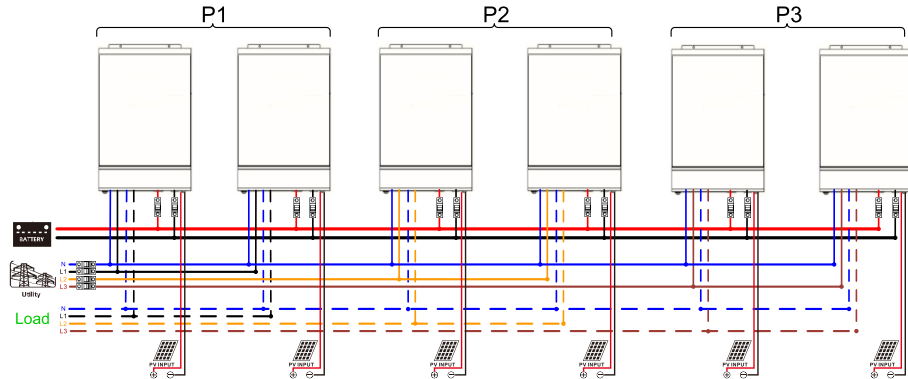 P1 P2 P3
BATTERY
N
L1
L2
L3
Utility
N
L1
L2
L3
Load
PV INPUT PV INPUT PV INPUT PV INPUT PV INPUT PV INPUT